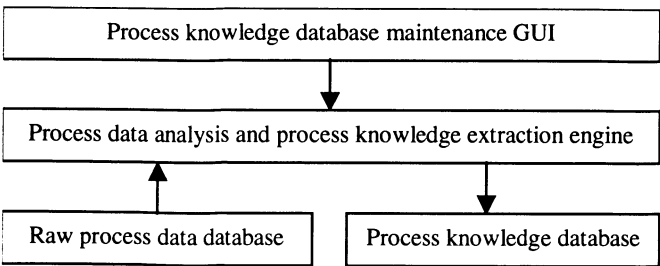 Process knowledge database maintenance GUI
Process data analysis and process knowledge extraction engine
Raw process data database
Process knowledge database